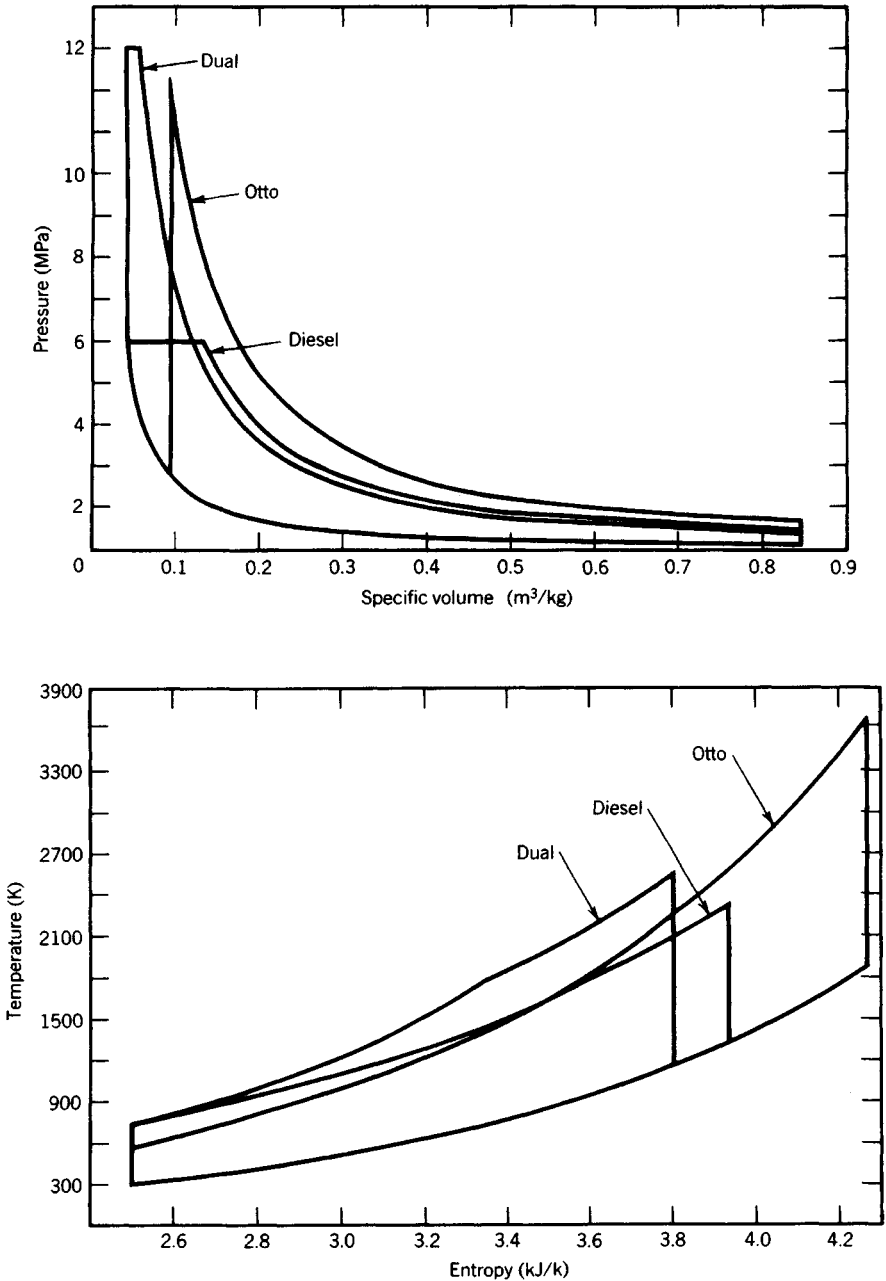 12
Dual
10
Otto
8
Pressure (MPa)
6
Diesel
4
2
0
0.1 0.2 0.3 0.4 0.5 0.6 0.7 0.8 0.9
Specific volume (m³/kg)
3900
Otto
3300
Diesel
2700
Dual
Temperature (K)
2100
1500
900
300
2.6 2.8 3.0 3.2 3.4 3.6 3.8 4.0 4.2
Entropy (kJ/k)